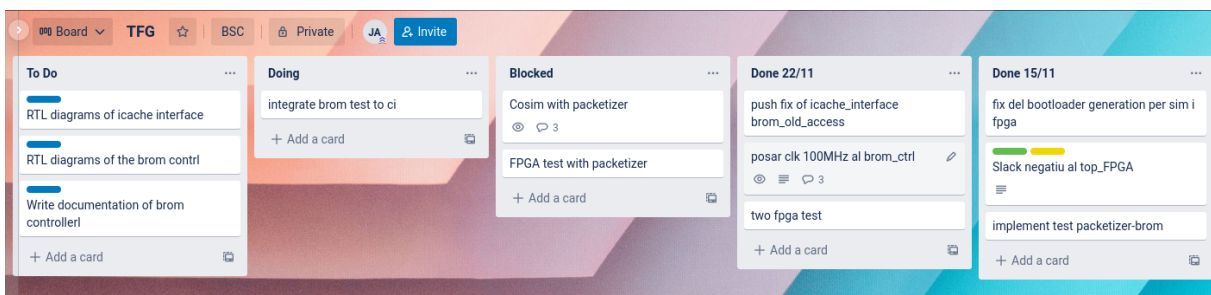 Board
TFG
BSC
Private
JA
Invite
To Do
RTL diagrams of icache interface
RTL diagrams of the brom contrl
Write documentation of brom
controllerl
+ Add a card
Doing
integrate brom test to ci
+ Add a card
Blocked
Cosim with packetizer
3
FPGA test with packetizer
+ Add a card
Done 22/11
push fix of icache_interface
brom_old_access
posar clk 100MHz al brom_ctrl
3
two fpga test
+ Add a card
Done 15/11
fix del bootloader generation per sim i
fpga
Slack negatiu al top_FPGA
implement test packetizer-brom
+ Add a card